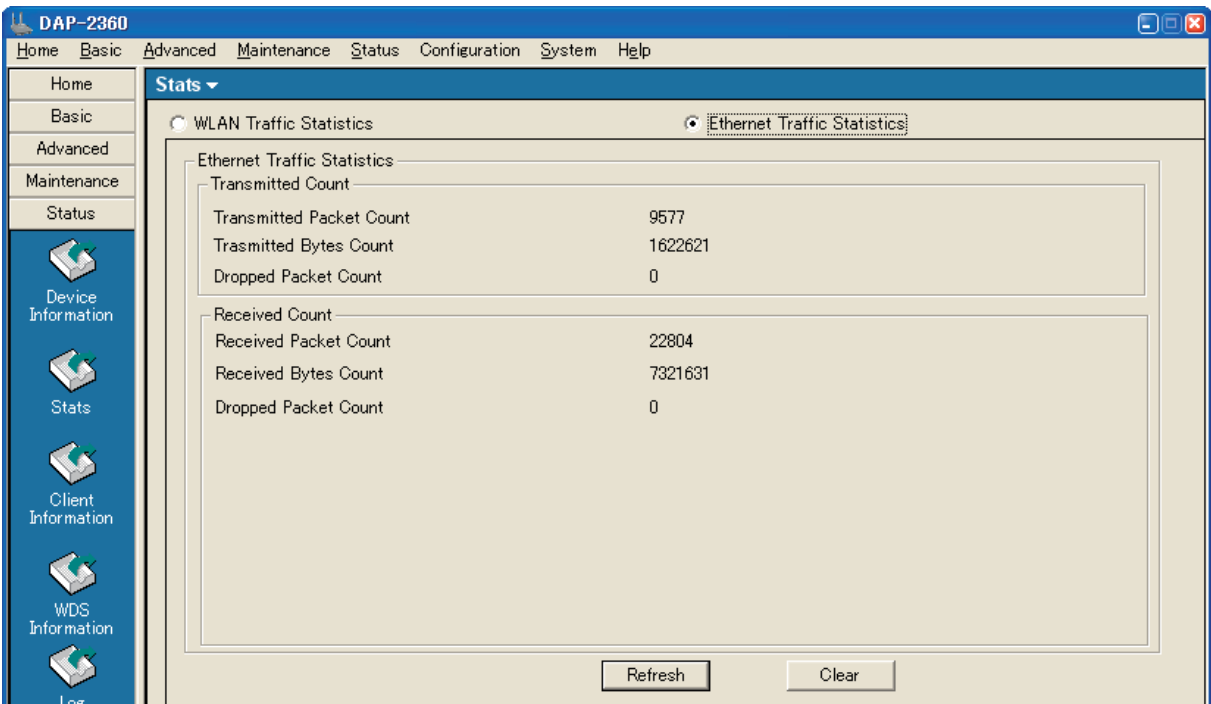 DAP-2360
Home Basic Advanced Maintenance Status Configuration System Help
Home
Basic
Advanced
Maintenance
Status
Device
Information
Stats
Client
Information
WDS
Information
Log
Stats
WLAN Traffic Statistics Ethernet Traffic Statistics
Ethernet Traffic Statistics
Transmitted Count
Transmitted Packet Count 9577
Trasmitted Bytes Count 1622621
Dropped Packet Count 0
Received Count
Received Packet Count 22804
Received Bytes Count 7321631
Dropped Packet Count 0
Refresh Clear